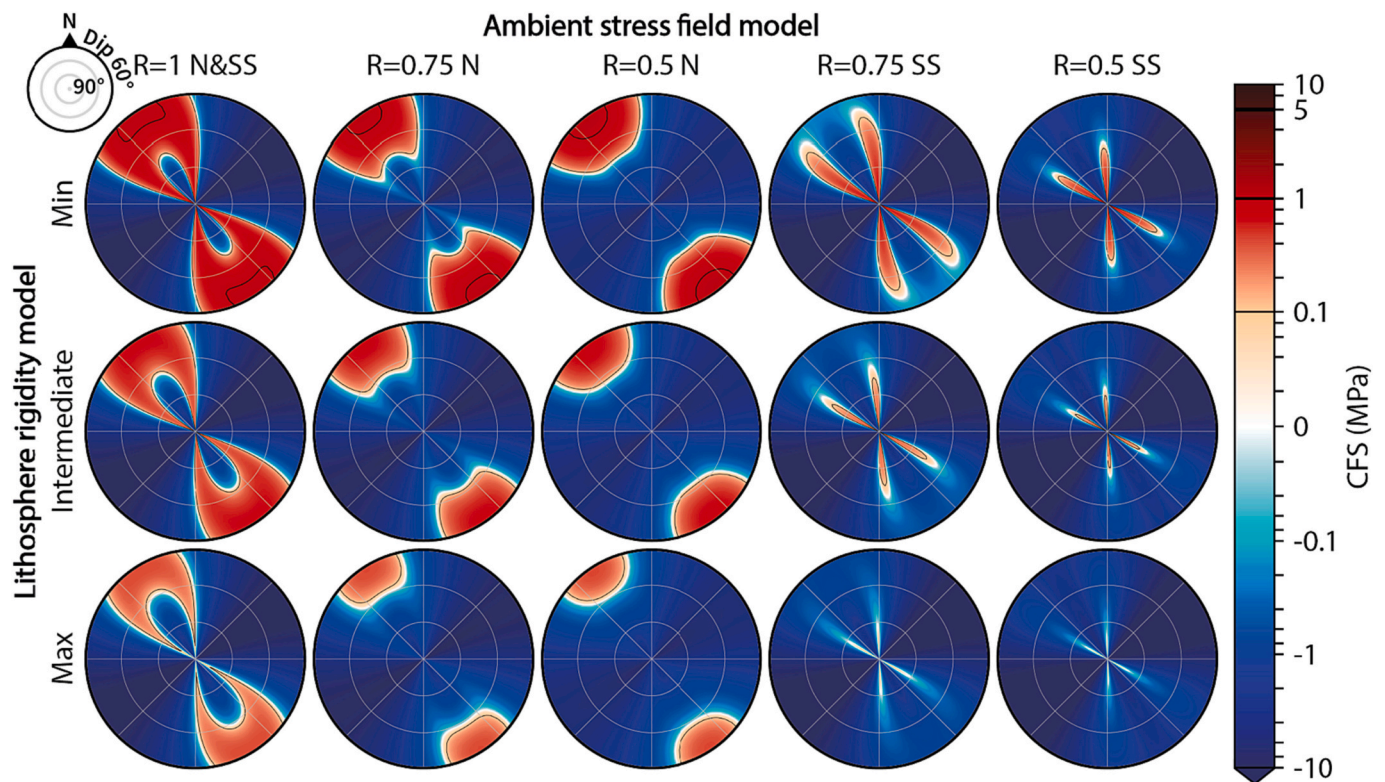 Ambient stress field model
N
Dip 60°
90°
R=1 N&SS
R=0.75 N
R=0.5 N
R=0.75 SS
R=0.5 SS
Lithosphere rigidity model
Min
Intermediate
Max
10
5
1
0.1
0
-0.1
-1
-10
CFS (MPa)